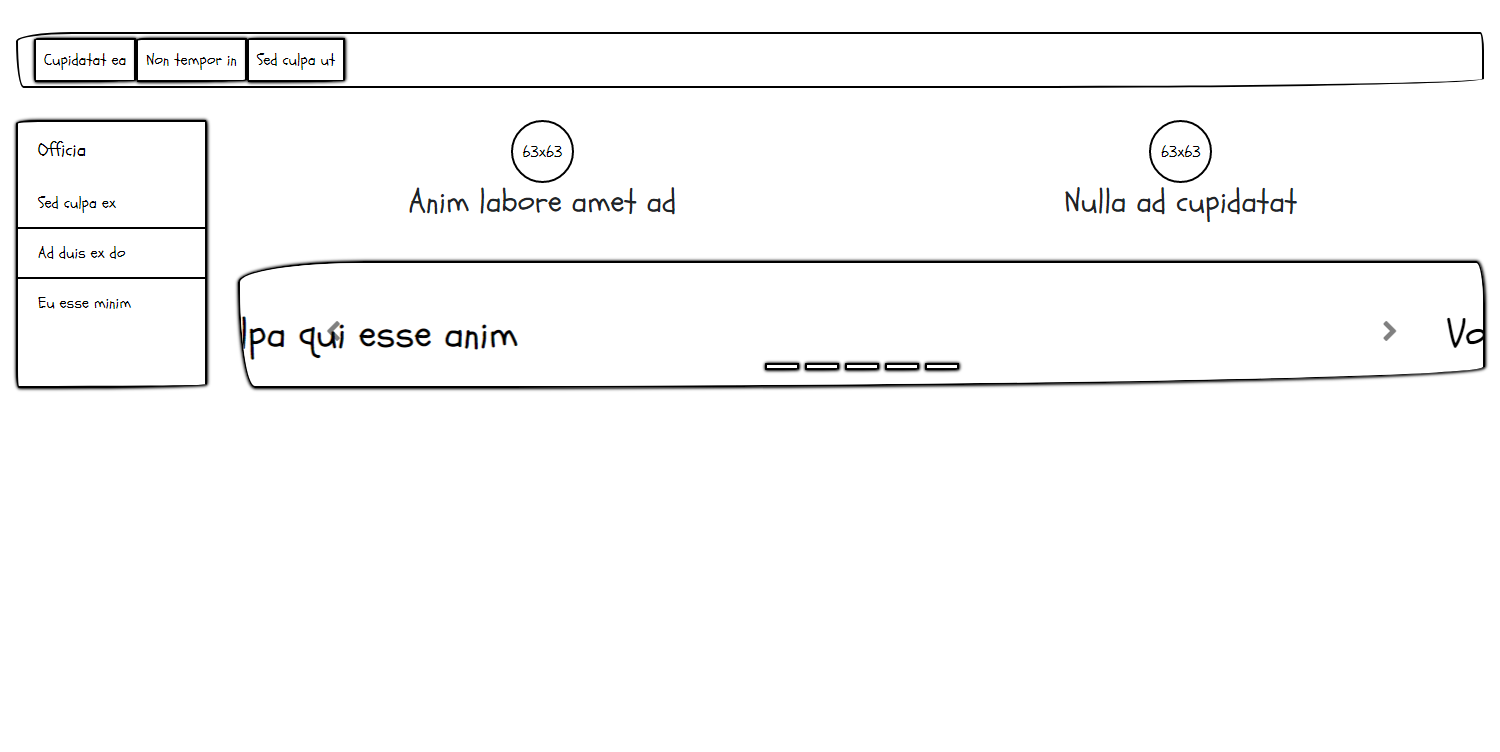 Cupidatat ea
Non tempor in
Sed culpa ut
Officia
Sed culpa ex
Ad duis ex do
Eu esse minim
63x63
Anim labore amet ad
63x63
Nulla ad cupidatat
lpa qui esse anim
Vo